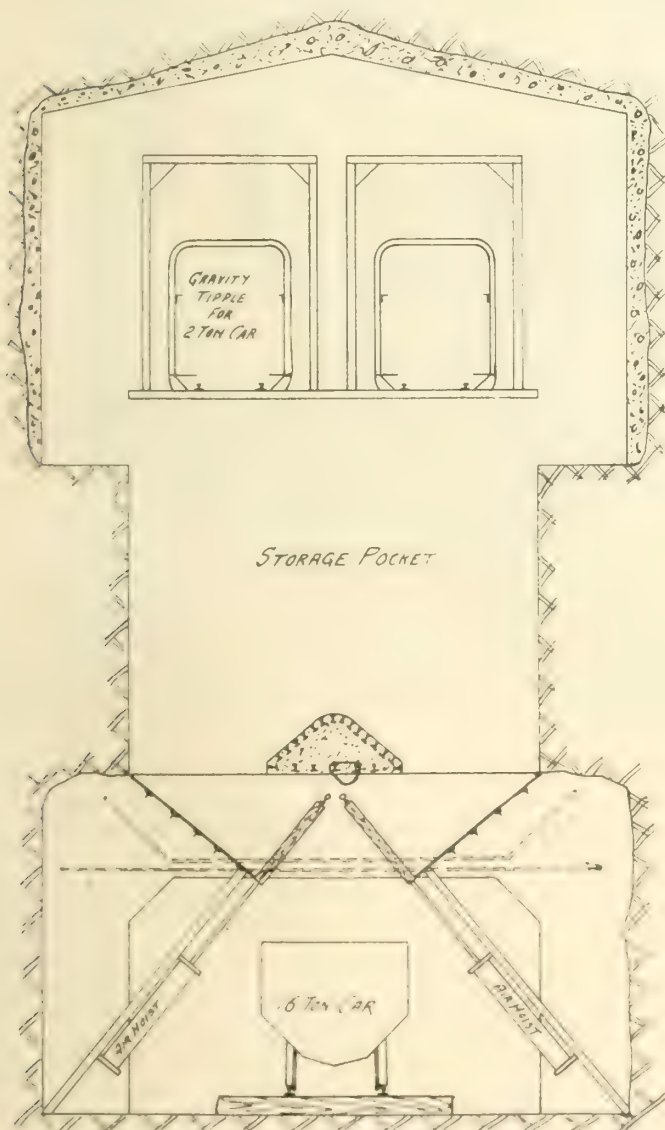 GRAVITY
TIPPLE
FOR
2 TON CAR
STORAGE POCKET
6 TON CAR
AIR HOIST
AIR HOIST